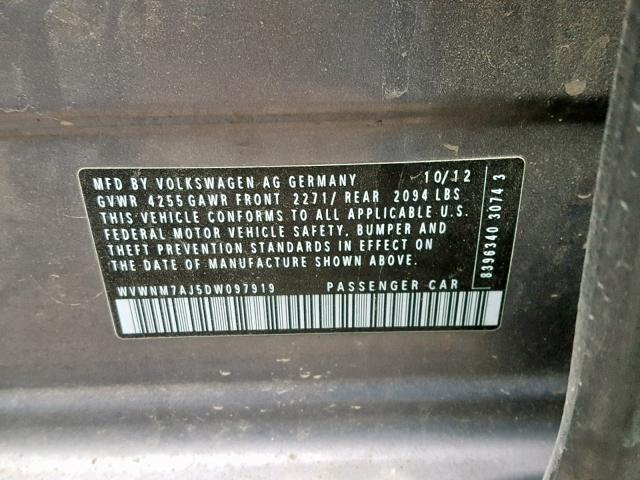 MFD BY VOLKSWAGEN AG GERMANY 10/12
GVWR 4255 GAWR FRONT 2271/ REAR 2094 LBS
THIS VEHICLE CONFORMS TO ALL APPLICABLE U.S.
FEDERAL MOTOR VEHICLE SAFETY, BUMPER AND
THEFT PREVENTION STANDARDS IN EFFECT ON
THE DATE OF MANUFACTURE SHOWN ABOVE.
WVWNM7AJ5DW097919 PASSENGER CAR
8396340 3074 3